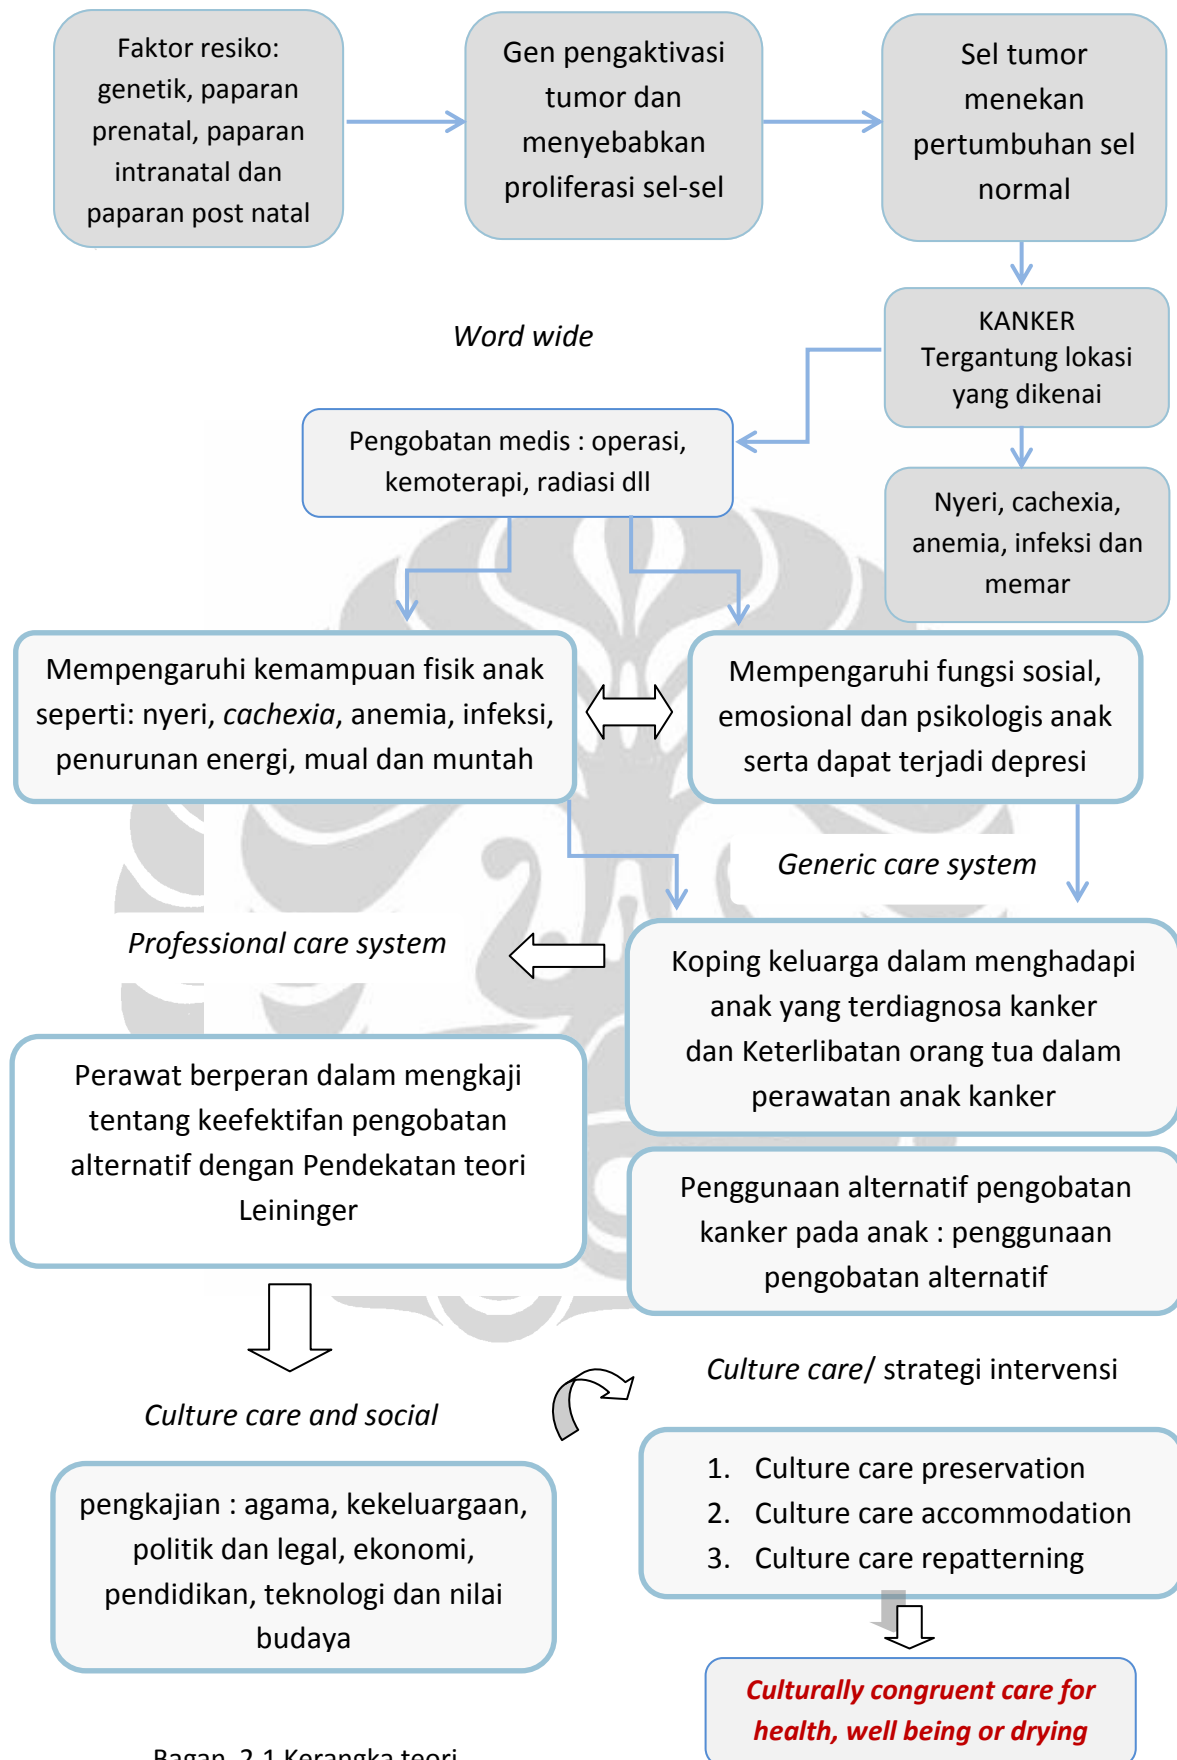 Faktor resiko:
genetik, paparan
prenatal, paparan
intranatal dan
paparan post natal
Gen pengaktivasi
tumor dan
menyebabkan
proliferasi sel-sel
Sel tumor
menekan
pertumbuhan sel
normal
Word wide
KANKER
Tergantung lokasi
yang dikenai
Pengobatan medis : operasi,
kemoterapi, radiasi dll
Nyeri, cachexia,
anemia, infeksi dan
memar
Mempengaruhi kemampuan fisik anak
seperti: nyeri, cachexia, anemia, infeksi,
penurunan energi, mual dan muntah
Mempengaruhi fungsi sosial,
emosional dan psikologis anak
serta dapat terjadi depresi
Generic care system
Professional care system
Koping keluarga dalam menghadapi
anak yang terdiagnosa kanker
dan Keterlibatan orang tua dalam
perawatan anak kanker
Perawat berperan dalam mengkaji
tentang keefektifan pengobatan
alternatif dengan Pendekatan teori
Leininger
Penggunaan alternatif pengobatan
kanker pada anak : penggunaan
pengobatan alternatif
Culture care/ strategi intervensi
Culture care and social
1. Culture care preservation
2. Culture care accommodation
3. Culture care repatterning
pengkajian : agama, kekeluargaan,
politik dan legal, ekonomi,
pendidikan, teknologi dan nilai
budaya
Culturally congruent care for
health, well being or drying
Bagan 2.1 Kerangka teori